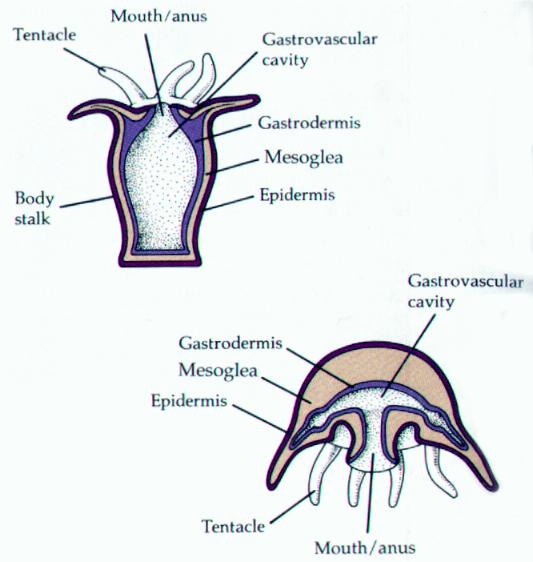 Mouth/anus
Tentacle
Gastrovascular
cavity
Gastrodermis
Mesoglea
Epidermis
Body
stalk
Gastrovascular
cavity
Gastrodermis
Mesoglea
Epidermis
Tentacle
Mouth/anus